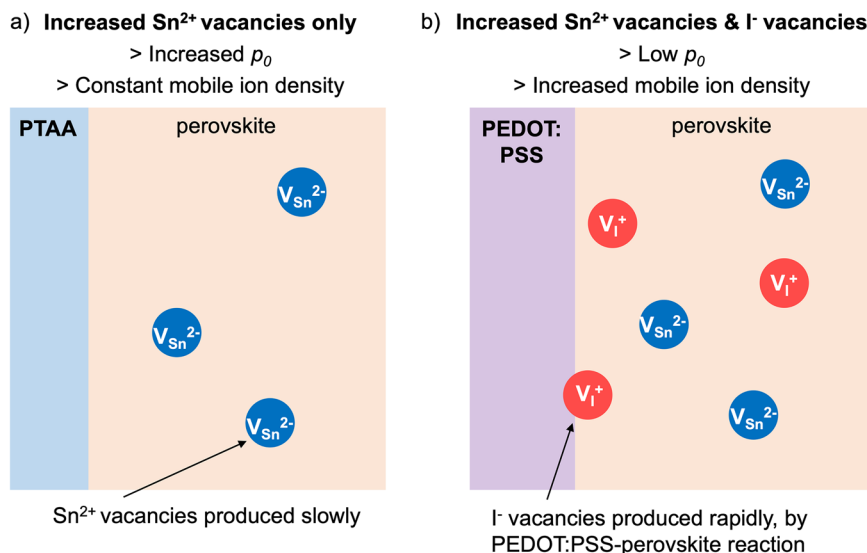 a) Increased Sn²⁺ vacancies only
> Increased p₀
> Constant mobile ion density
PTAA
perovskite
V_Sn²⁻
V_Sn²⁻
V_Sn²⁻
Sn²⁺ vacancies produced slowly
b) Increased Sn²⁺ vacancies & I⁻ vacancies
> Low p₀
> Increased mobile ion density
PEDOT:
PSS
perovskite
V_Sn²⁻
V_I⁺
V_I⁺
V_Sn²⁻
V_I⁺
V_Sn²⁻
I⁻ vacancies produced rapidly, by
PEDOT:PSS-perovskite reaction